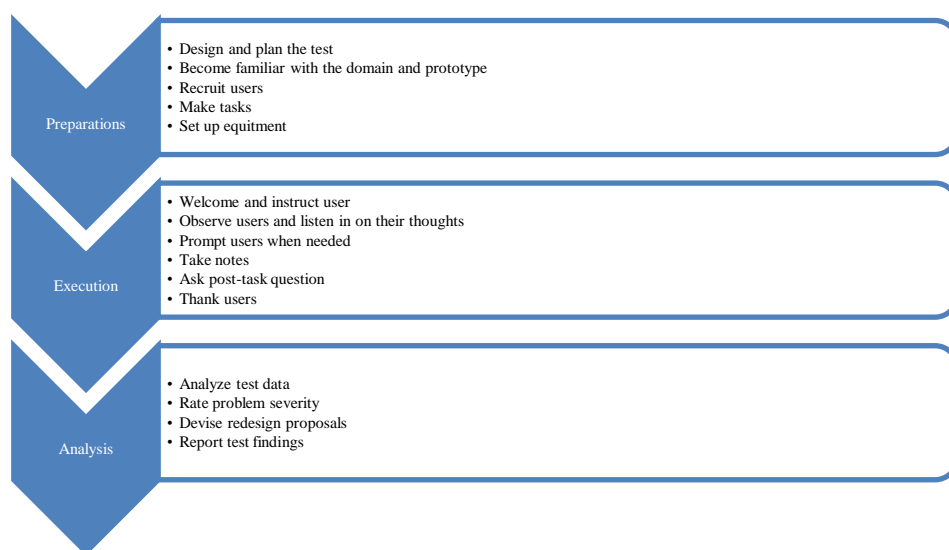 Preparations
• Design and plan the test
• Become familiar with the domain and prototype
• Recruit users
• Make tasks
• Set up equitment
Execution
• Welcome and instruct user
• Observe users and listen in on their thoughts
• Prompt users when needed
• Take notes
• Ask post-task question
• Thank users
Analysis
• Analyze test data
• Rate problem severity
• Devise redesign proposals
• Report test findings